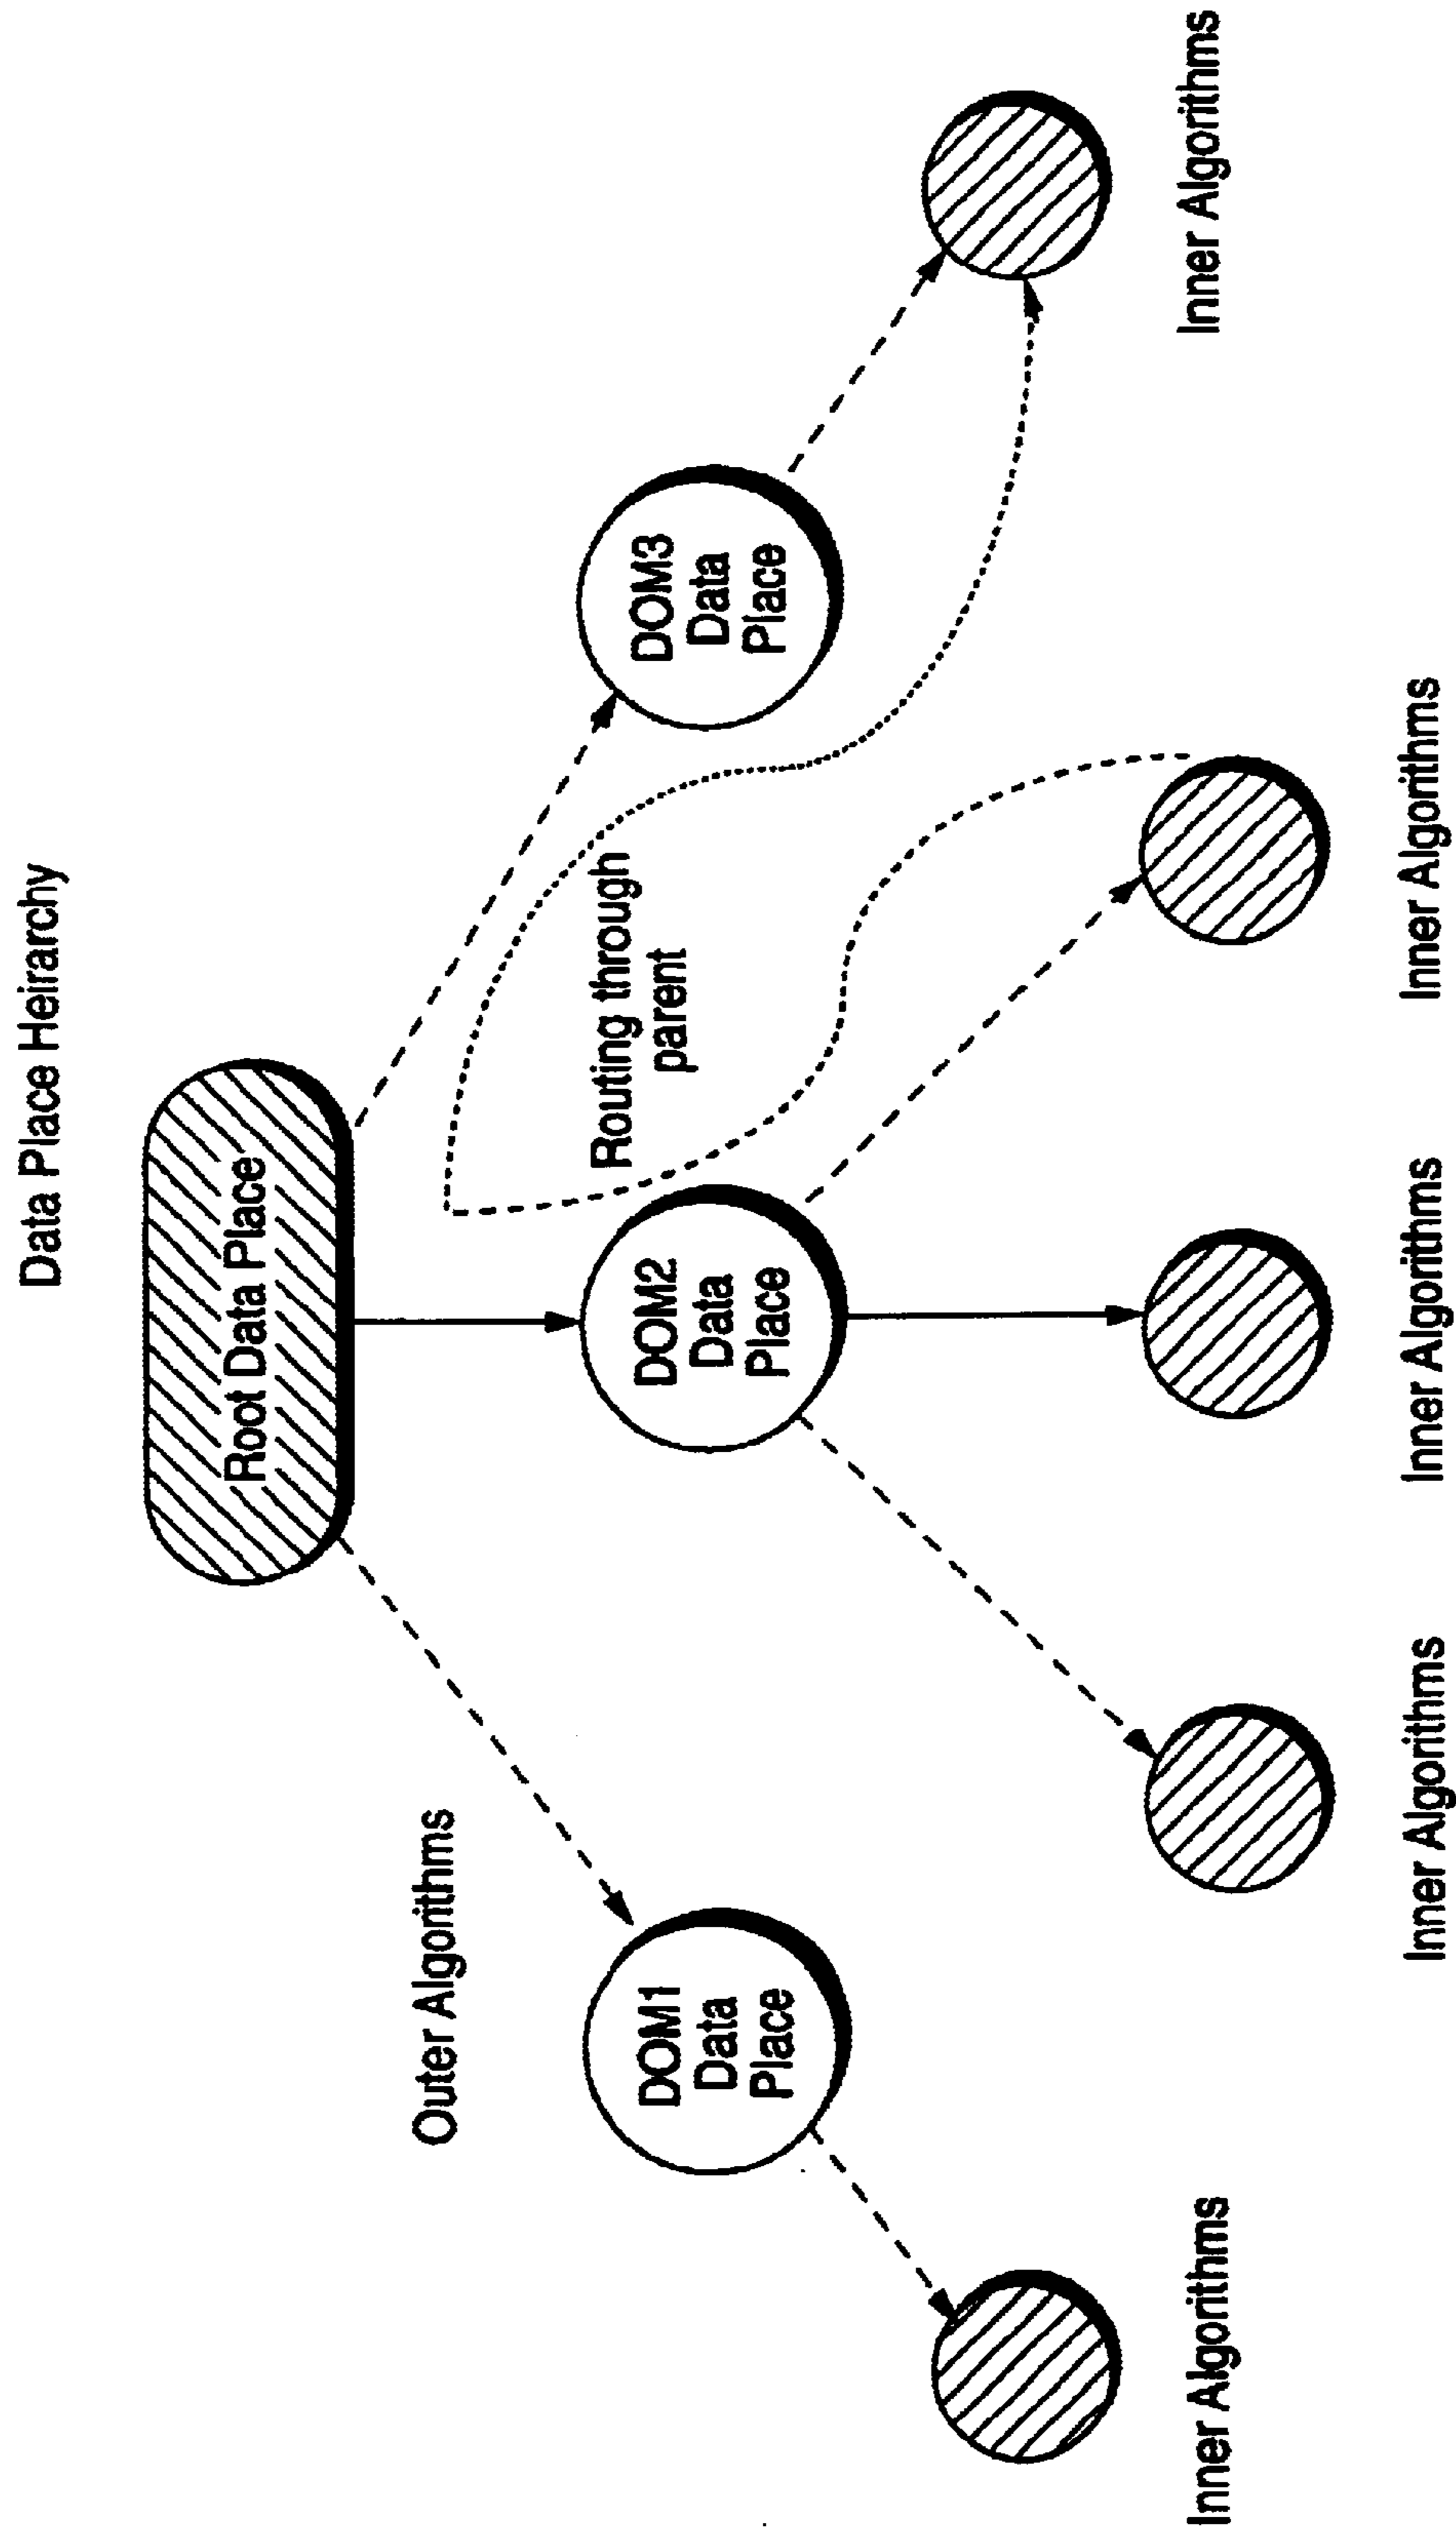 Data Place Heirarchy
Root Data Place
Outer Algorithms
Routing through
parent
DOM1
Data
Place
DOM2
Data
Place
DOM3
Data
Place
Inner Algorithms
Inner Algorithms
Inner Algorithms
Inner Algorithms
Inner Algorithms